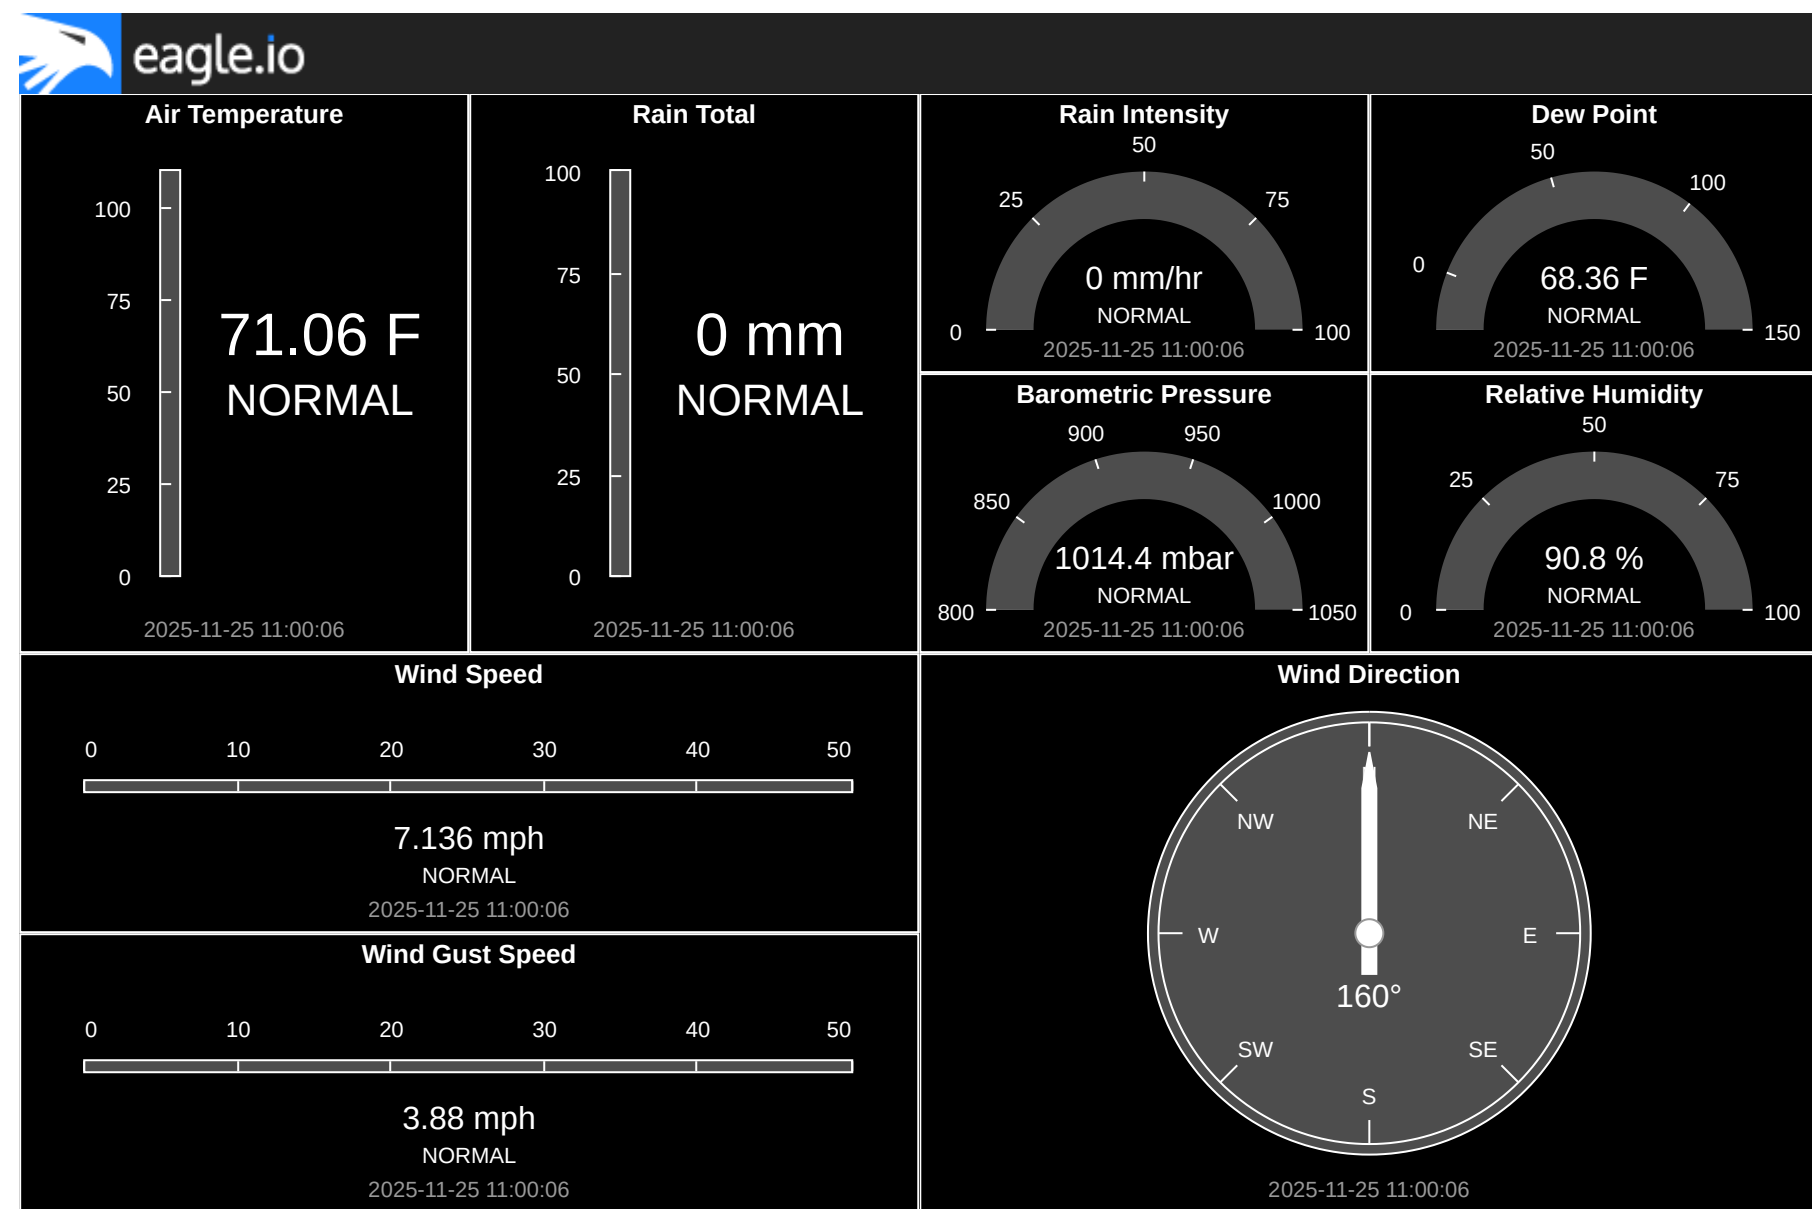 eagle.io
Air Temperature
100
75
50
25
0
71.06 F
NORMAL
2025-11-25 11:00:06
Rain Total
100
75
50
25
0
0 mm
NORMAL
2025-11-25 11:00:06
Rain Intensity
50
25
75
0
100
0 mm/hr
NORMAL
2025-11-25 11:00:06
Dew Point
50
100
0
150
68.36 F
NORMAL
2025-11-25 11:00:06
Barometric Pressure
900
950
850
1000
800
1050
1014.4 mbar
NORMAL
2025-11-25 11:00:06
Relative Humidity
50
25
75
0
100
90.8 %
NORMAL
2025-11-25 11:00:06
Wind Speed
0 10 20 30 40 50
7.136 mph
NORMAL
2025-11-25 11:00:06
Wind Gust Speed
0 10 20 30 40 50
3.88 mph
NORMAL
2025-11-25 11:00:06
Wind Direction
NW NE
W E
160°
SW SE
S
2025-11-25 11:00:06